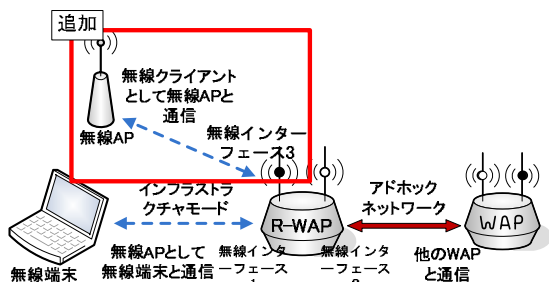 追加
無線クライアント
として無線APと
通信
無線AP
無線インター
フェース3
インフラストラ
クチャモード
アドホック
ネットワーク
R-WAP
WAP
無線APとして
無線端末と通信
無線インタ
ーフェース
無線インタ
ーフェース
他のWAP
と通信
無線端末